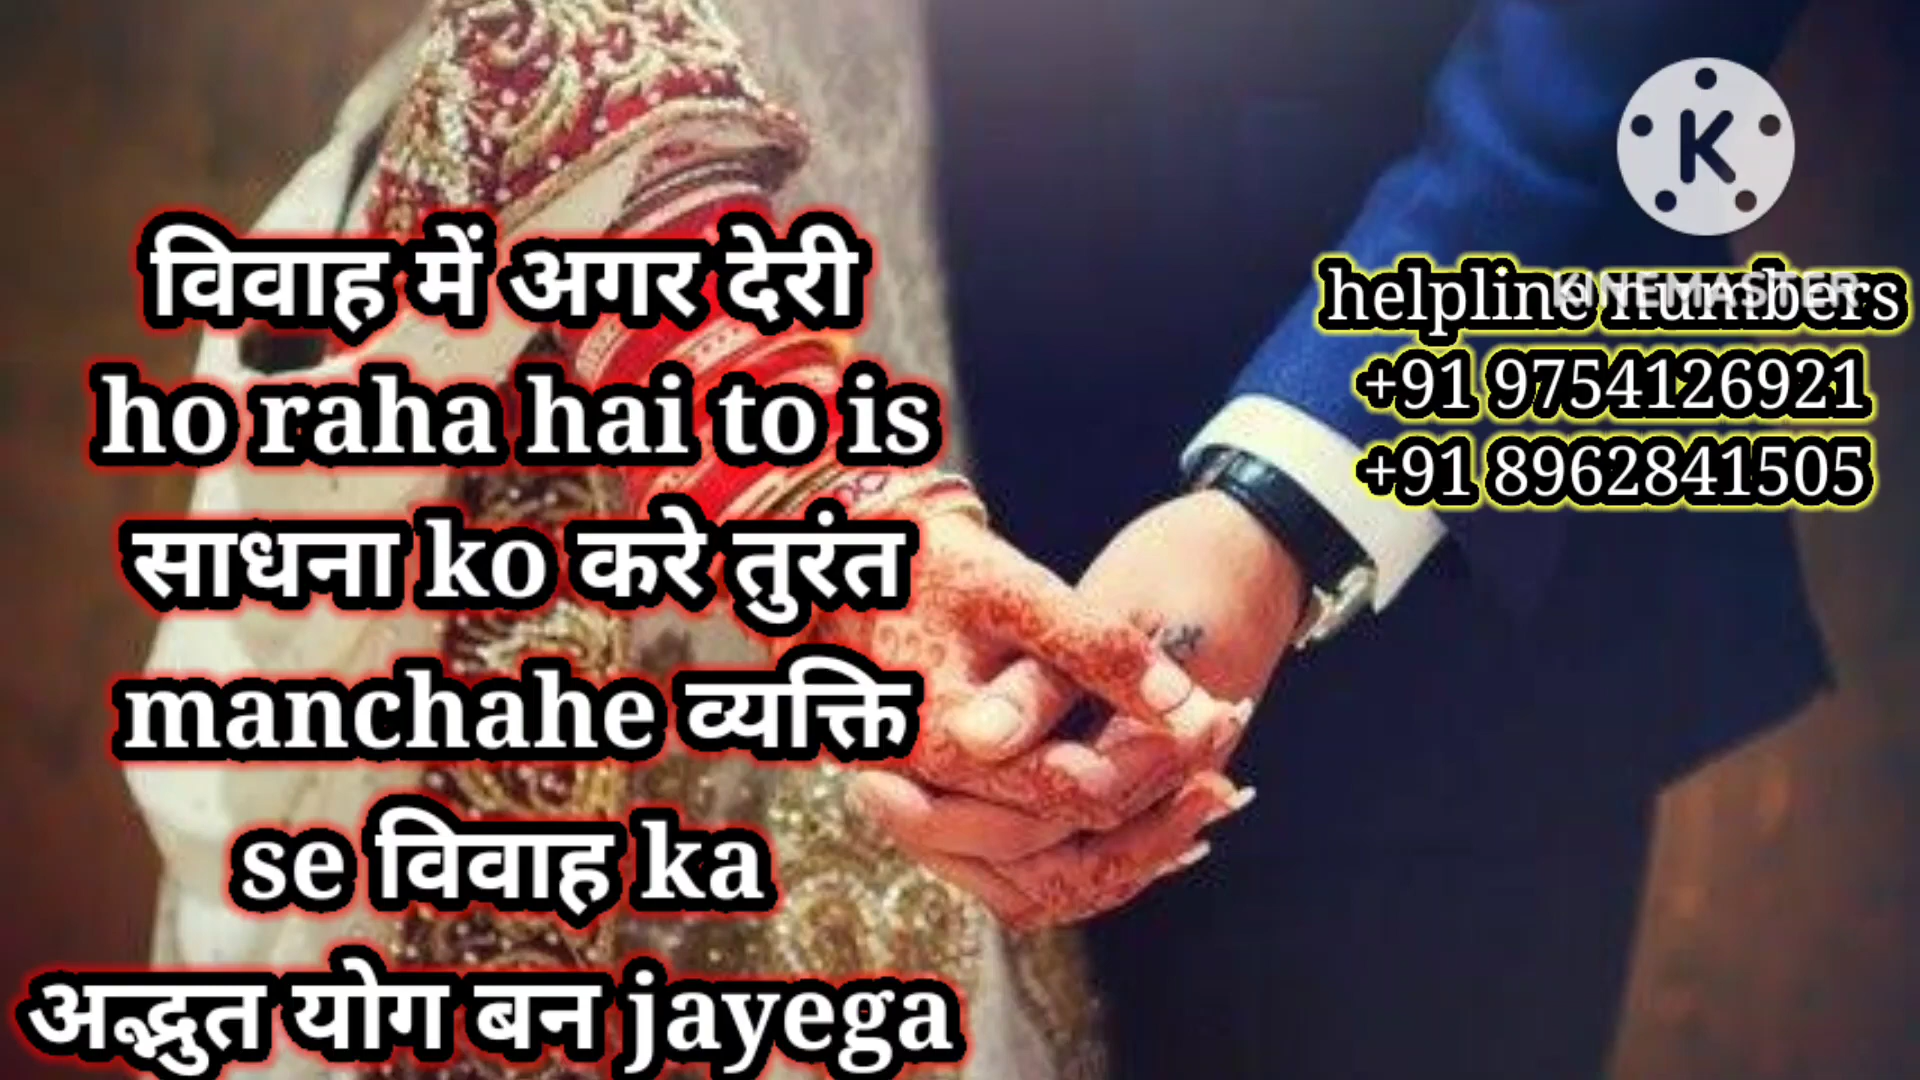 विवाह में अगर देरी
ho raha hai to is
साधना ko करे तुरंत
manchahe व्यक्ति
se विवाह ka
अद्भुत योग बन jayega
K
KINEMASTER
helpline numbers
+91 9754126921
+91 8962841505